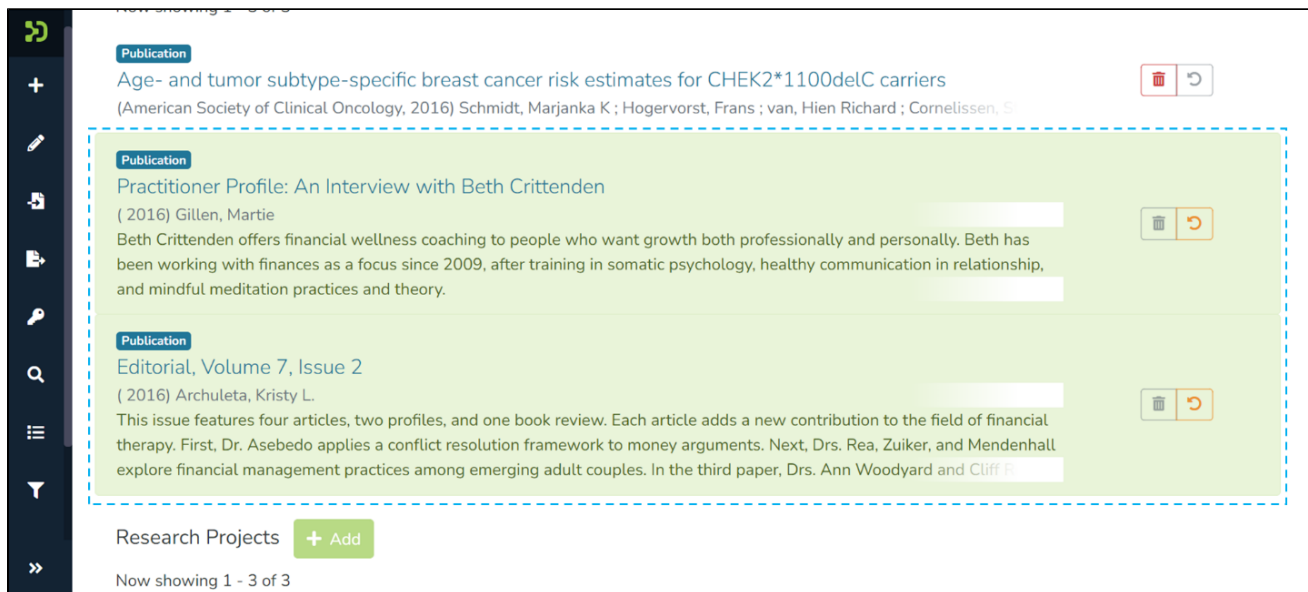 Now showing 1 - 3 of 3
Publication
Age- and tumor subtype-specific breast cancer risk estimates for CHEK2*1100delC carriers
(American Society of Clinical Oncology, 2016) Schmidt, Marjanka K ; Hogervorst, Frans ; van, Hien Richard ; Cornelissen,
Publication
Practitioner Profile: An Interview with Beth Crittenden
( 2016) Gillen, Martie
Beth Crittenden offers financial wellness coaching to people who want growth both professionally and personally. Beth has
been working with finances as a focus since 2009, after training in somatic psychology, healthy communication in relationship,
and mindful meditation practices and theory.
Publication
Editorial, Volume 7, Issue 2
( 2016) Archuleta, Kristy L.
This issue features four articles, two profiles, and one book review. Each article adds a new contribution to the field of financial
therapy. First, Dr. Asebedo applies a conflict resolution framework to money arguments. Next, Drs. Rea, Zuiker, and Mendenhall
explore financial management practices among emerging adult couples. In the third paper, Drs. Ann Woodyard and Cliff
Research Projects + Add
Now showing 1 - 3 of 3